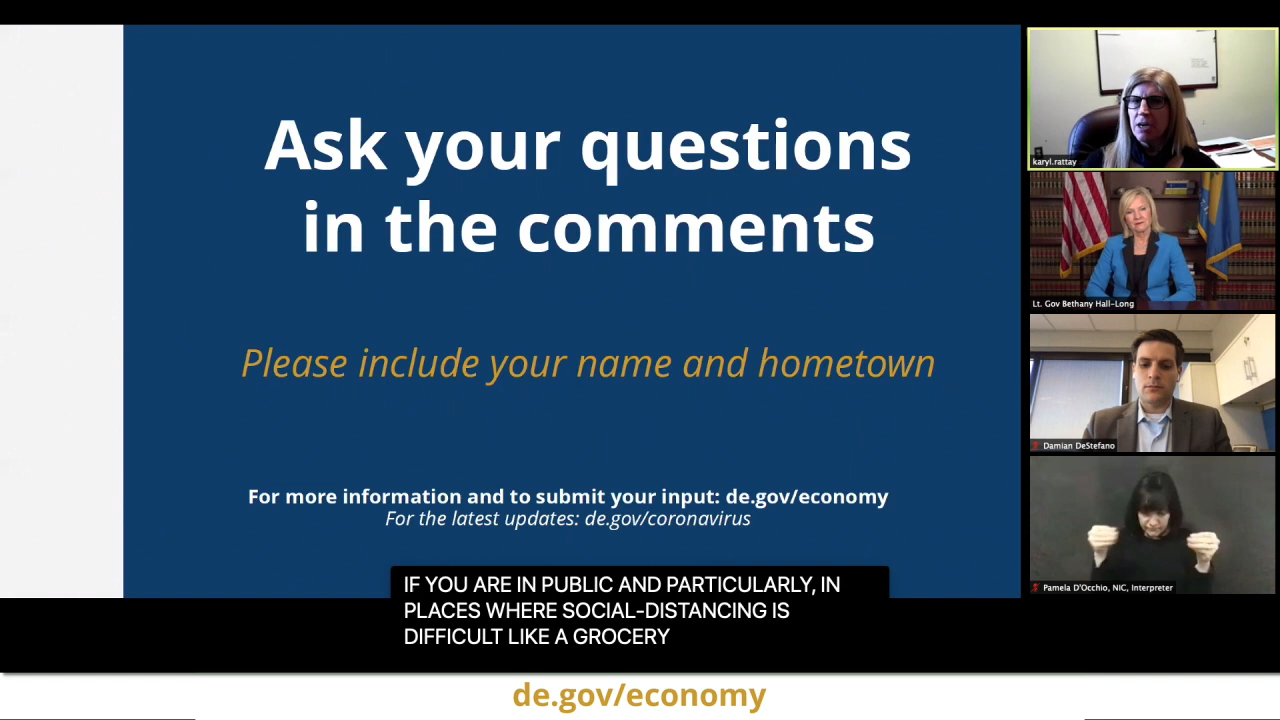 Ask your questions
in the comments
Please include your name and hometown
For more information and to submit your input: de.gov/economy
For the latest updates: de.gov/coronavirus
karyl.rattay
Lt. Gov Bethany Hall-Long
Damian DeStefano
Pamela D'Occhio, NIC, Interpreter
IF YOU ARE IN PUBLIC AND PARTICULARLY, IN
PLACES WHERE SOCIAL-DISTANCING IS
DIFFICULT LIKE A GROCERY
de.gov/economy